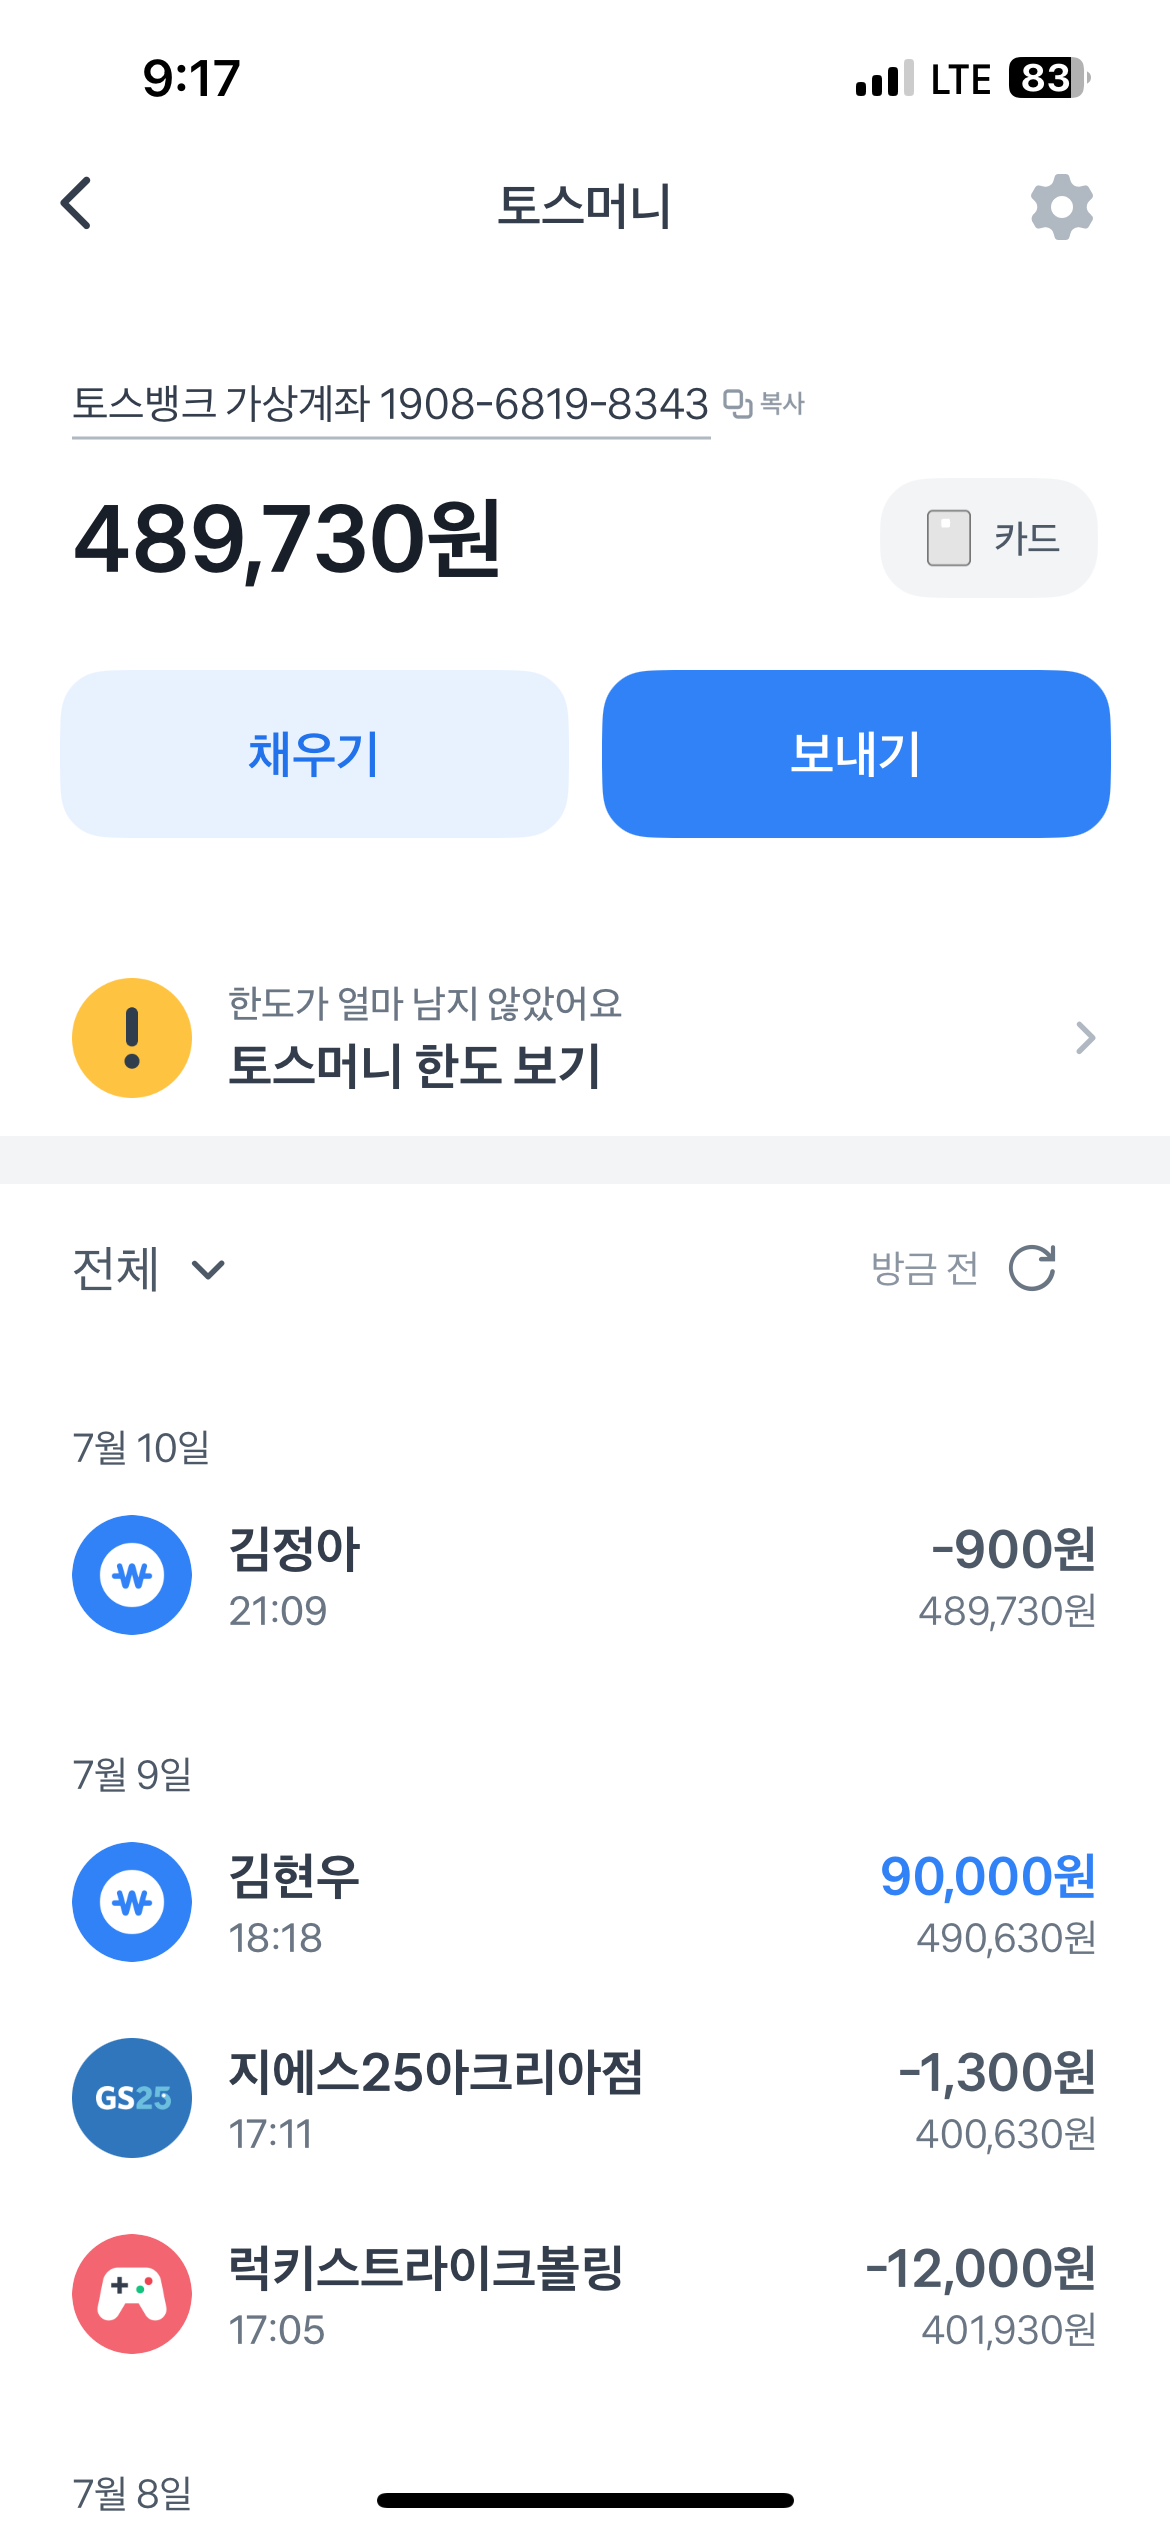 9:17 LTE 83
토스머니
토스뱅크 가상계좌 1908-6819-8343 복사
489,730원 카드
채우기 보내기
한도가 얼마 남지 않았어요
토스머니 한도 보기
전체 방금 전
7월 10일
김정아 -900원
21:09 489,730원
7월 9일
김현우 90,000원
18:18 490,630원
GS25 지에스25아크리아점 -1,300원
17:11 400,630원
럭키스트라이크볼링 -12,000원
17:05 401,930원
7월 8일